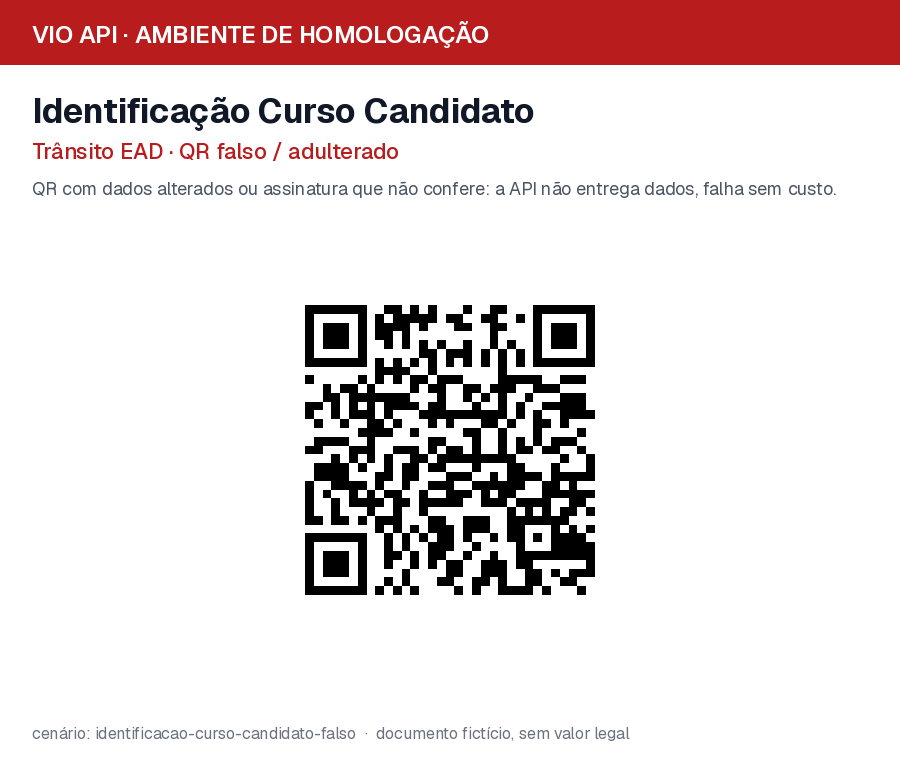 VIO API · AMBIENTE DE HOMOLOGAÇÃO
Identificação Curso Candidato
Trânsito EAD · QR falso / adulterado
QR com dados alterados ou assinatura que não confere: a API não entrega dados, falha sem custo.
cenário: identificacao-curso-candidato-falso · documento fictício, sem valor legal